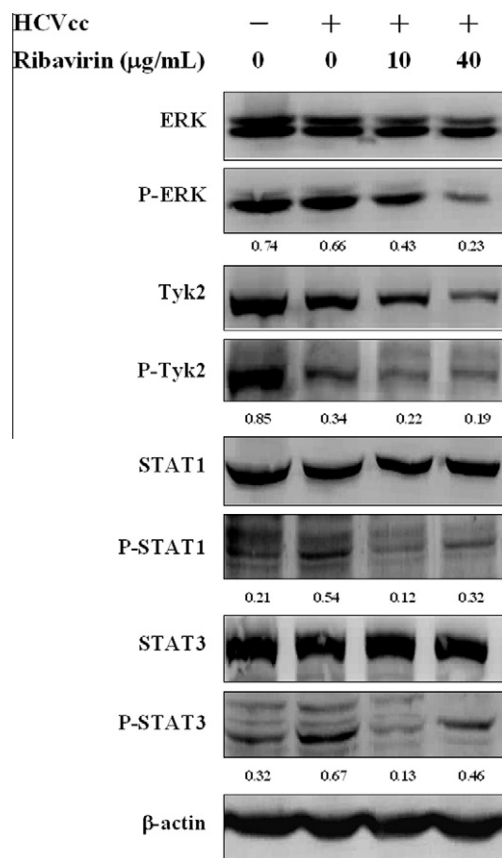 HCVcc − + + +
Ribavirin (µg/mL) 0 0 10 40
ERK
P-ERK
0.74 0.66 0.43 0.23
Tyk2
P-Tyk2
0.85 0.34 0.22 0.19
STAT1
P-STAT1
0.21 0.54 0.12 0.32
STAT3
P-STAT3
0.32 0.67 0.13 0.46
β-actin